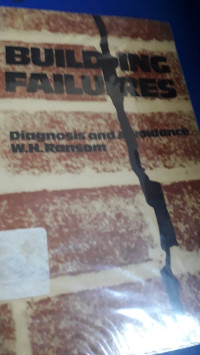 BUILDING
FAILURES
Diagnosis and Avoidance
W.H. Ransom